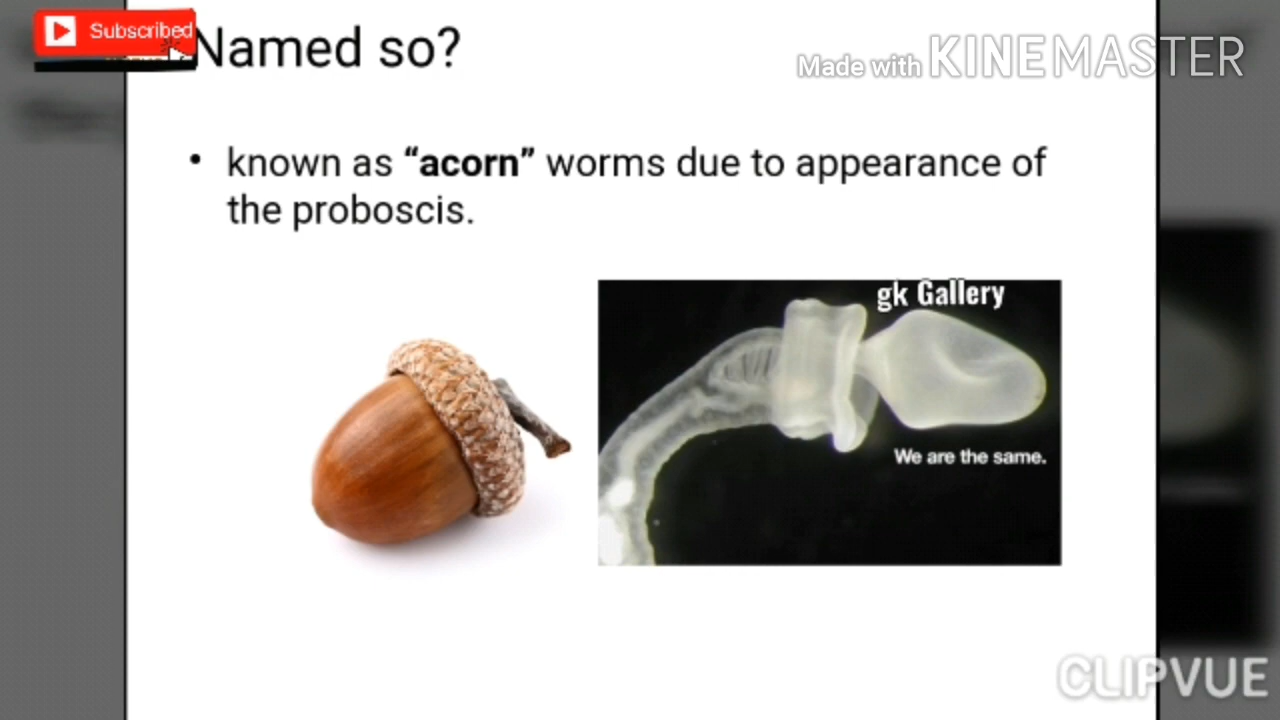 Subscribed
Named so?
Made with KINEMASTER
• known as “acorn” worms due to appearance of
the proboscis.
gk Gallery
We are the same.
CLIPVUE